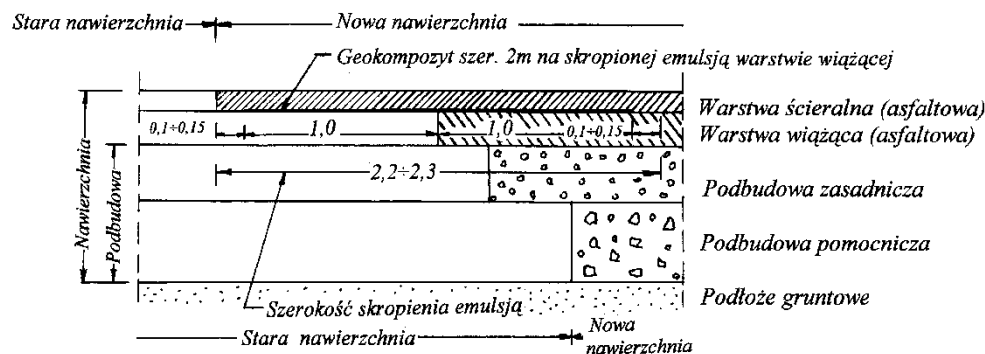 Stara nawierzchnia
Nowa nawierzchnia
Geokompozyt szer. 2m na skropionej emulsją warstwie wiążącej
Warstwa ścieralna (asfaltowa)
0,1÷0,15
1,0
1,0
0,1÷0,15
Warstwa wiążąca (asfaltowa)
2,2÷2,3
Podbudowa zasadnicza
Nawierzchnia
Podbudowa
Podbudowa pomocnicza
Szerokość skropienia emulsją
Podłoże gruntowe
Stara nawierzchnia
Nowa
nawierzchnia